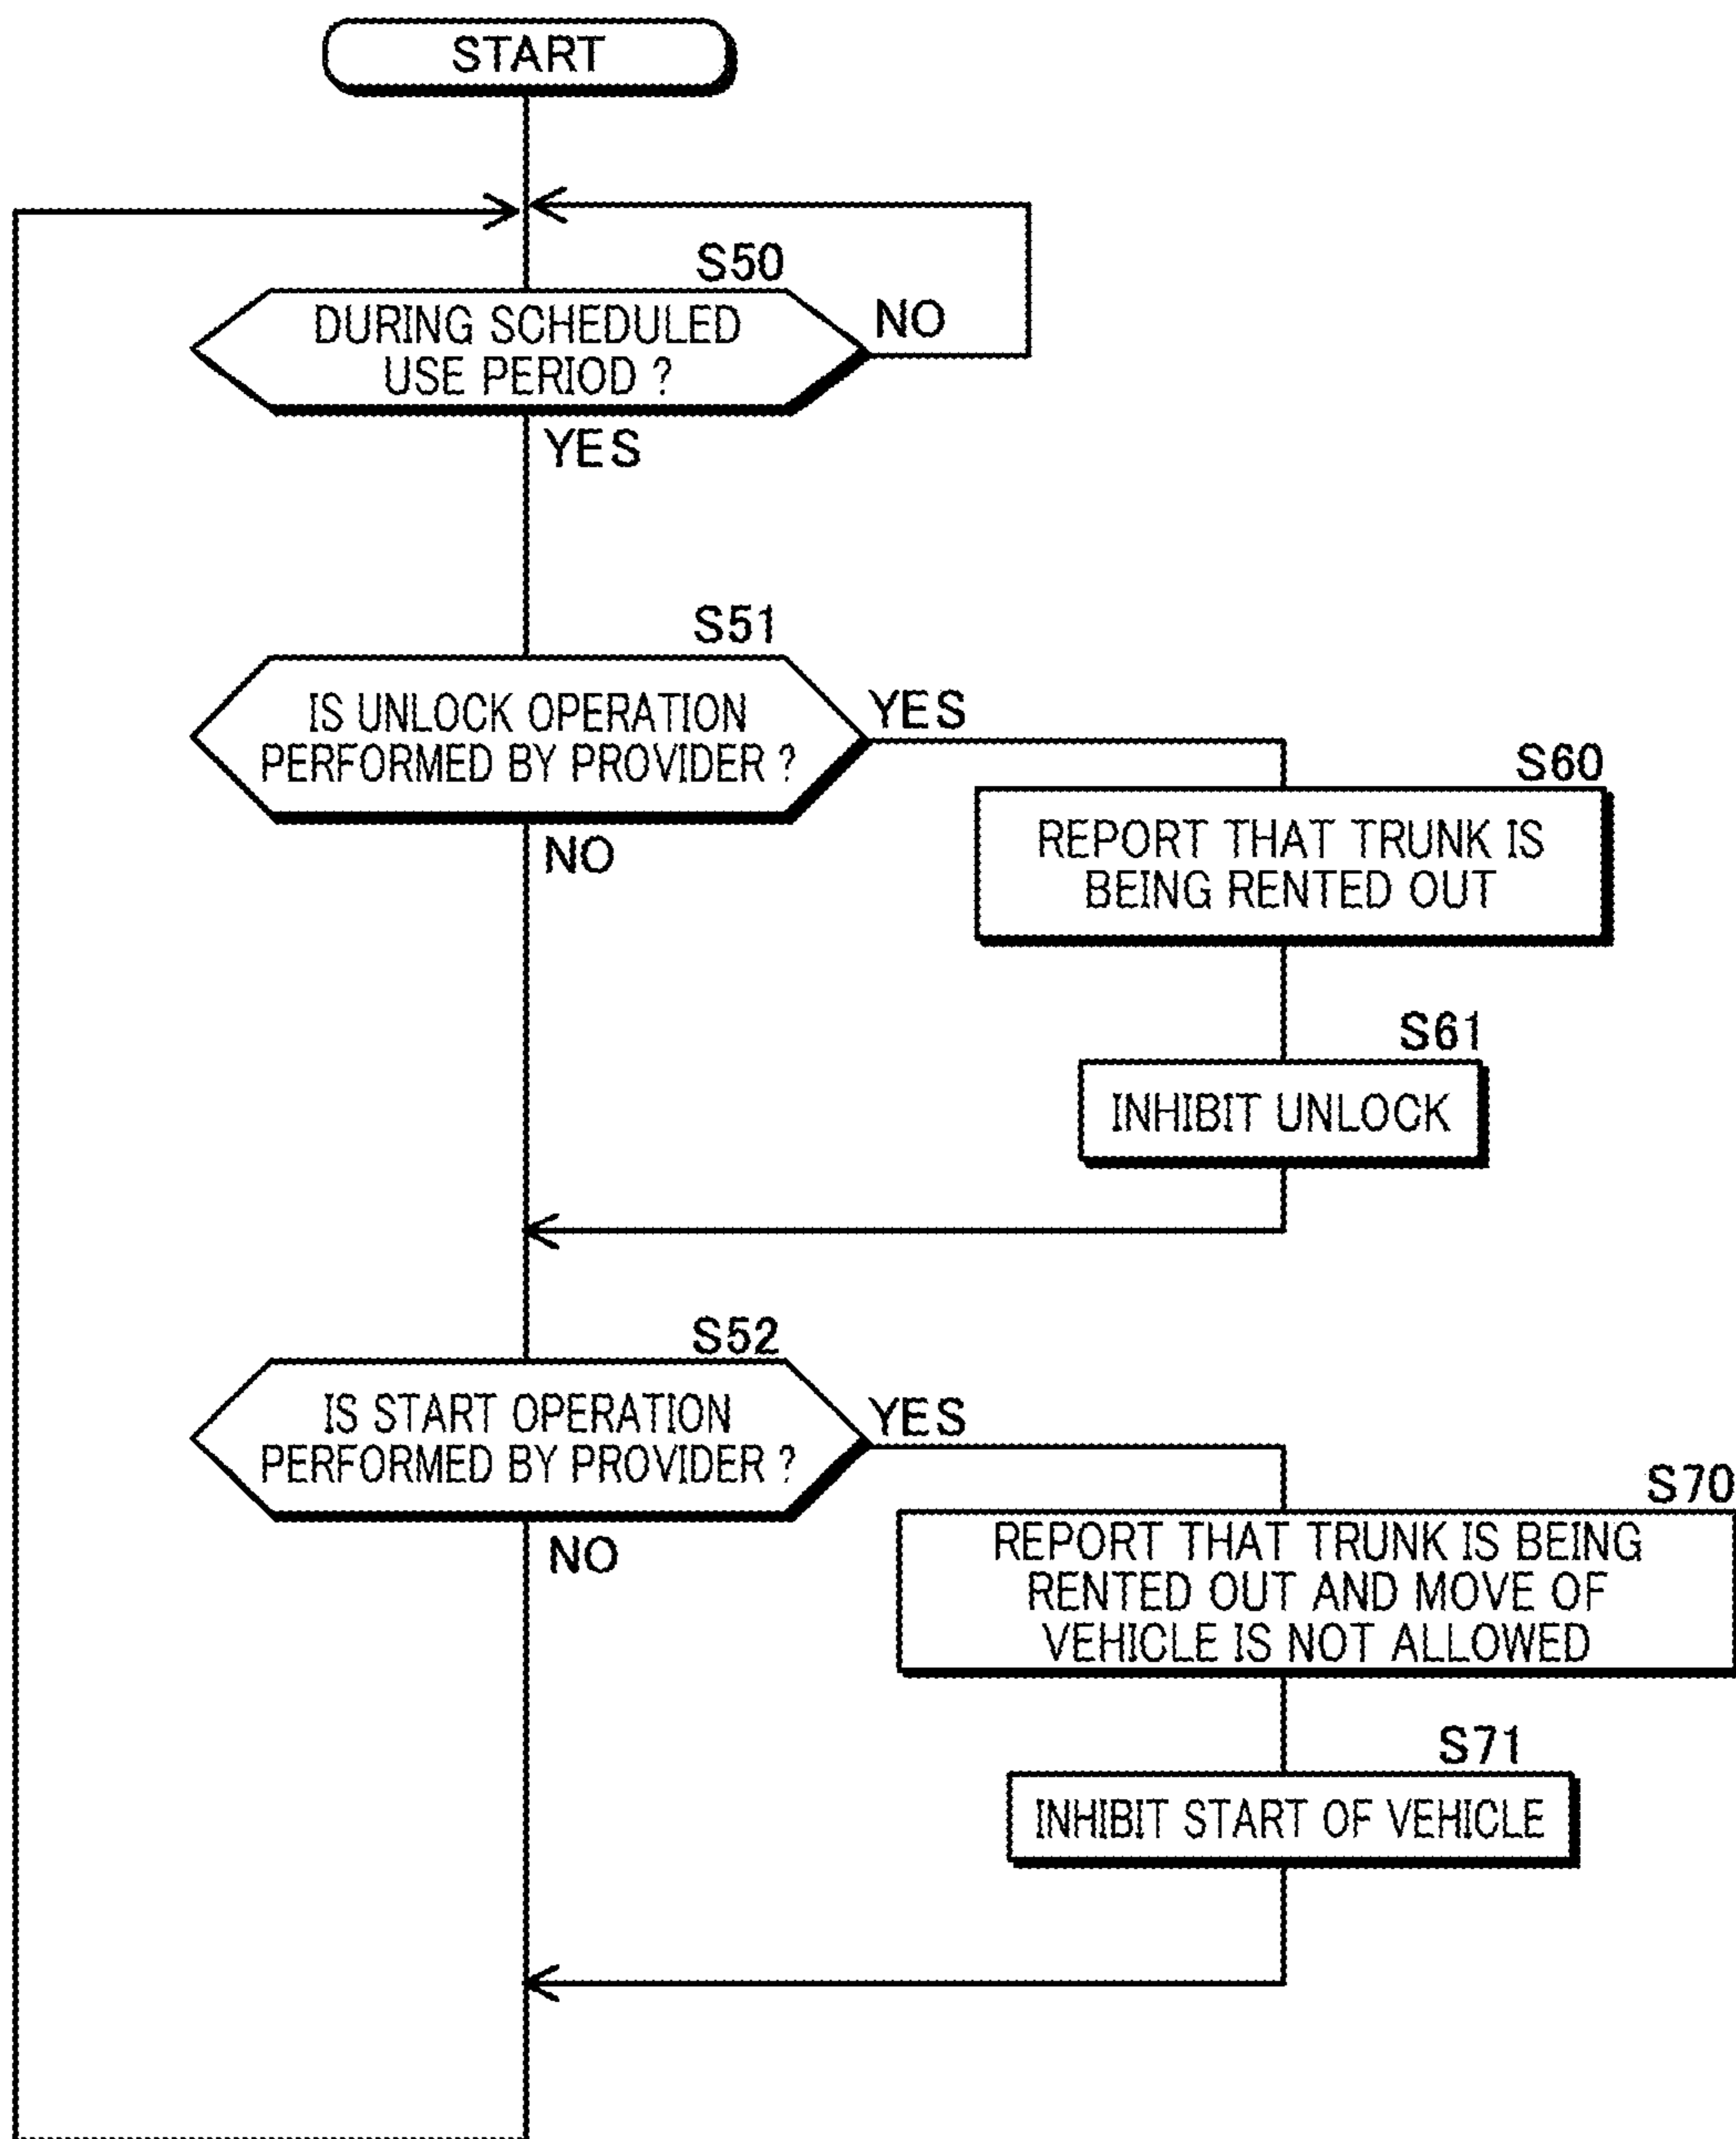 START
S50
DURING SCHEDULED
USE PERIOD ?
NO
YES
S51
IS UNLOCK OPERATION
PERFORMED BY PROVIDER ?
YES
NO
S60
REPORT THAT TRUNK IS
BEING RENTED OUT
S61
INHIBIT UNLOCK
S52
IS START OPERATION
PERFORMED BY PROVIDER ?
YES
NO
S70
REPORT THAT TRUNK IS BEING
RENTED OUT AND MOVE OF
VEHICLE IS NOT ALLOWED
S71
INHIBIT START OF VEHICLE